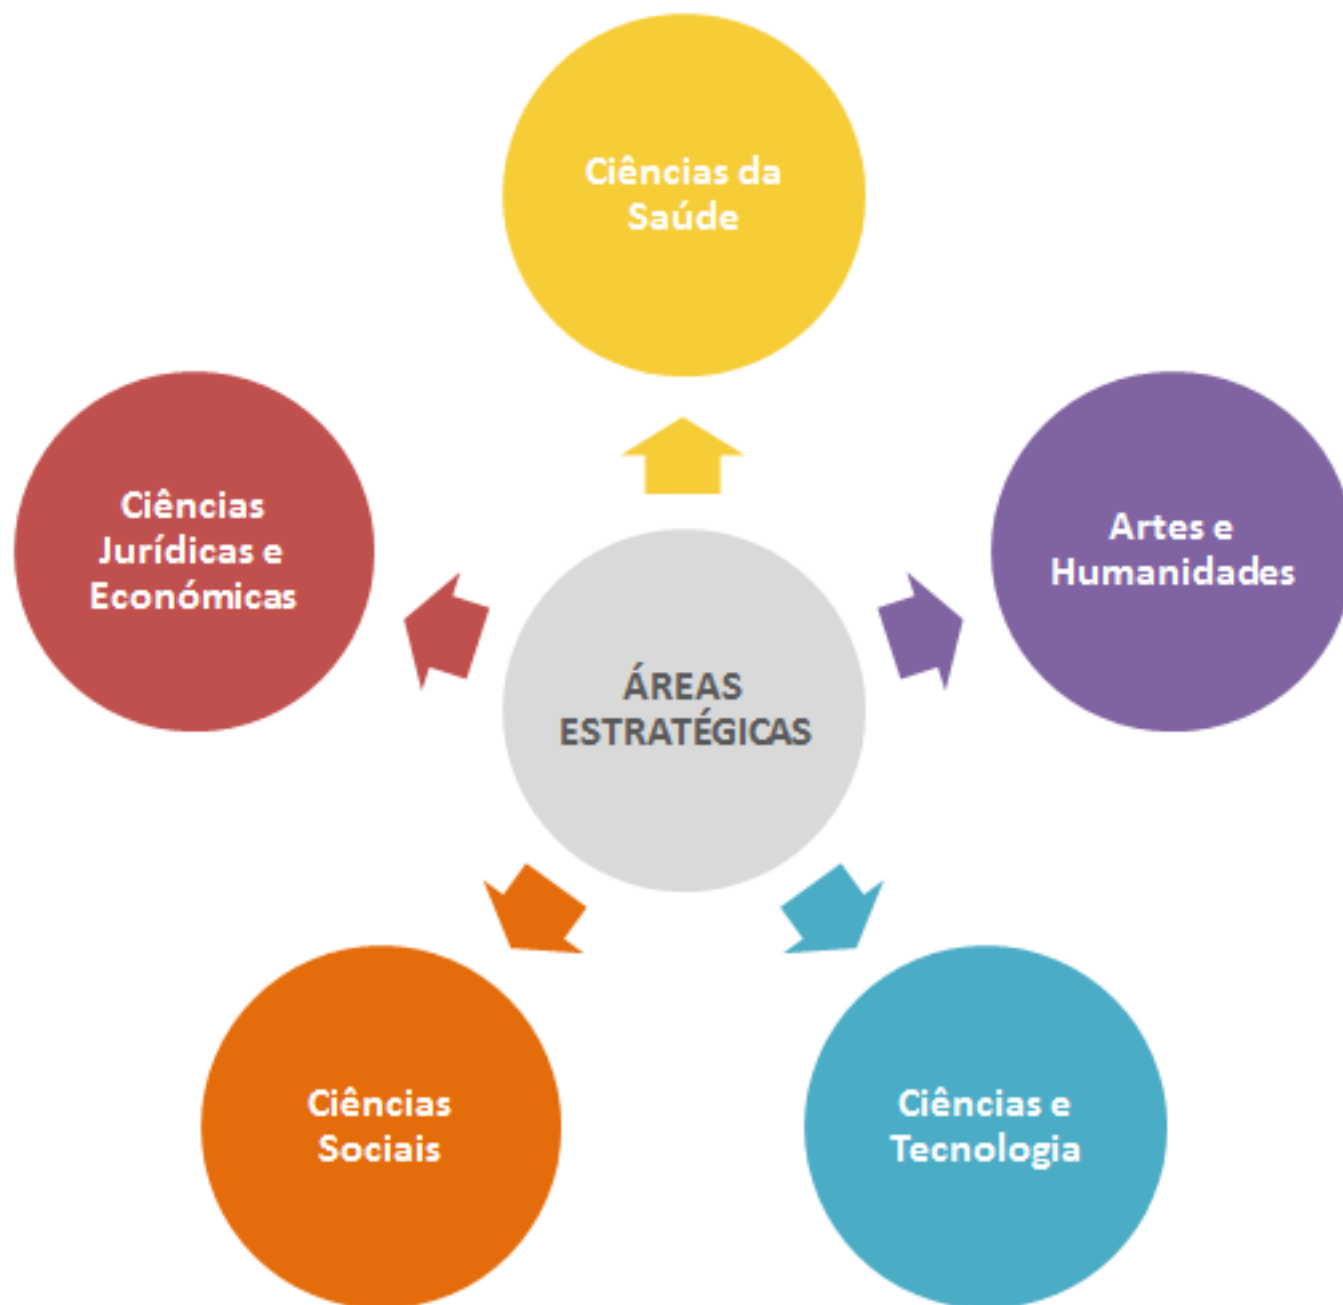 Ciências da
Saúde
Ciências
Jurídicas e
Económicas
Artes e
Humanidades
ÁREAS
ESTRATÉGICAS
Ciências
Sociais
Ciências e
Tecnologia